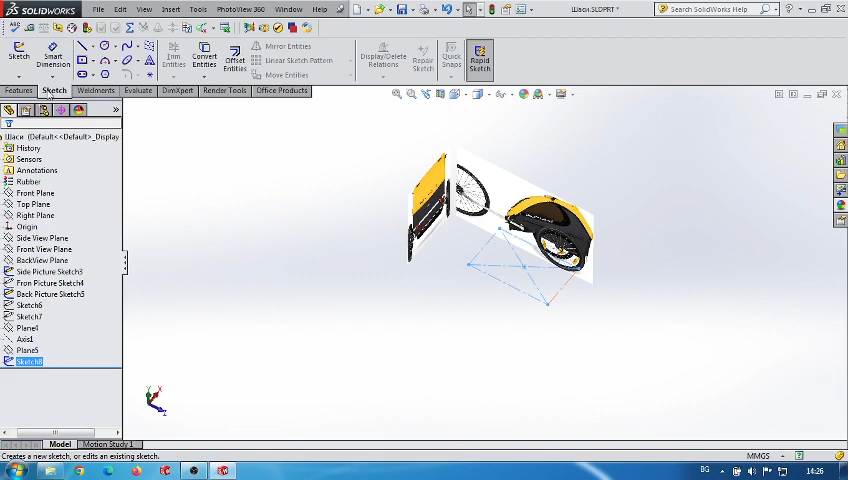 SOLIDWORKS File Edit View Insert Tools PhotoView 360 Window Help Шаси.SLDPRT * Search SolidWorks Help
Sketch Smart Dimension Trim Entities Convert Entities Offset Entities Mirror Entities Linear Sketch Pattern Move Entities Display/Delete Relations Repair Sketch Quick Snaps Rapid Sketch
Features Sketch Weldments Evaluate DimXpert Render Tools Office Products
Шаси (Default<<Default>_Display
History
Sensors
Annotations
Rubber
Front Plane
Top Plane
Right Plane
Origin
Side View Plane
Front View Plane
BackView Plane
Side Picture Sketch3
Fron Picture Sketch4
Back Picture Sketch5
Sketch6
Sketch7
Plane4
Axis1
Plane5
Sketch8
Y X Z
Model Motion Study 1
Creates a new sketch, or edits an existing sketch. MMGS
BG 14:26